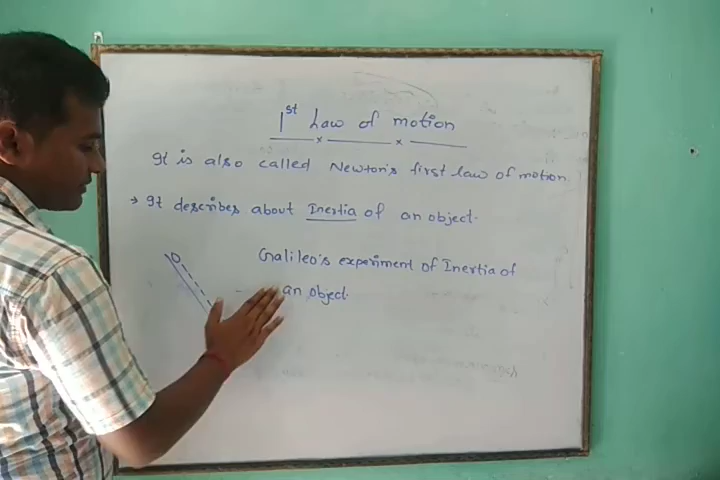 1st Law of motion
It is also called Newton's first law of motion
→ It describes about Inertia of an object.
Galileo's experiment of Inertia of
an object.